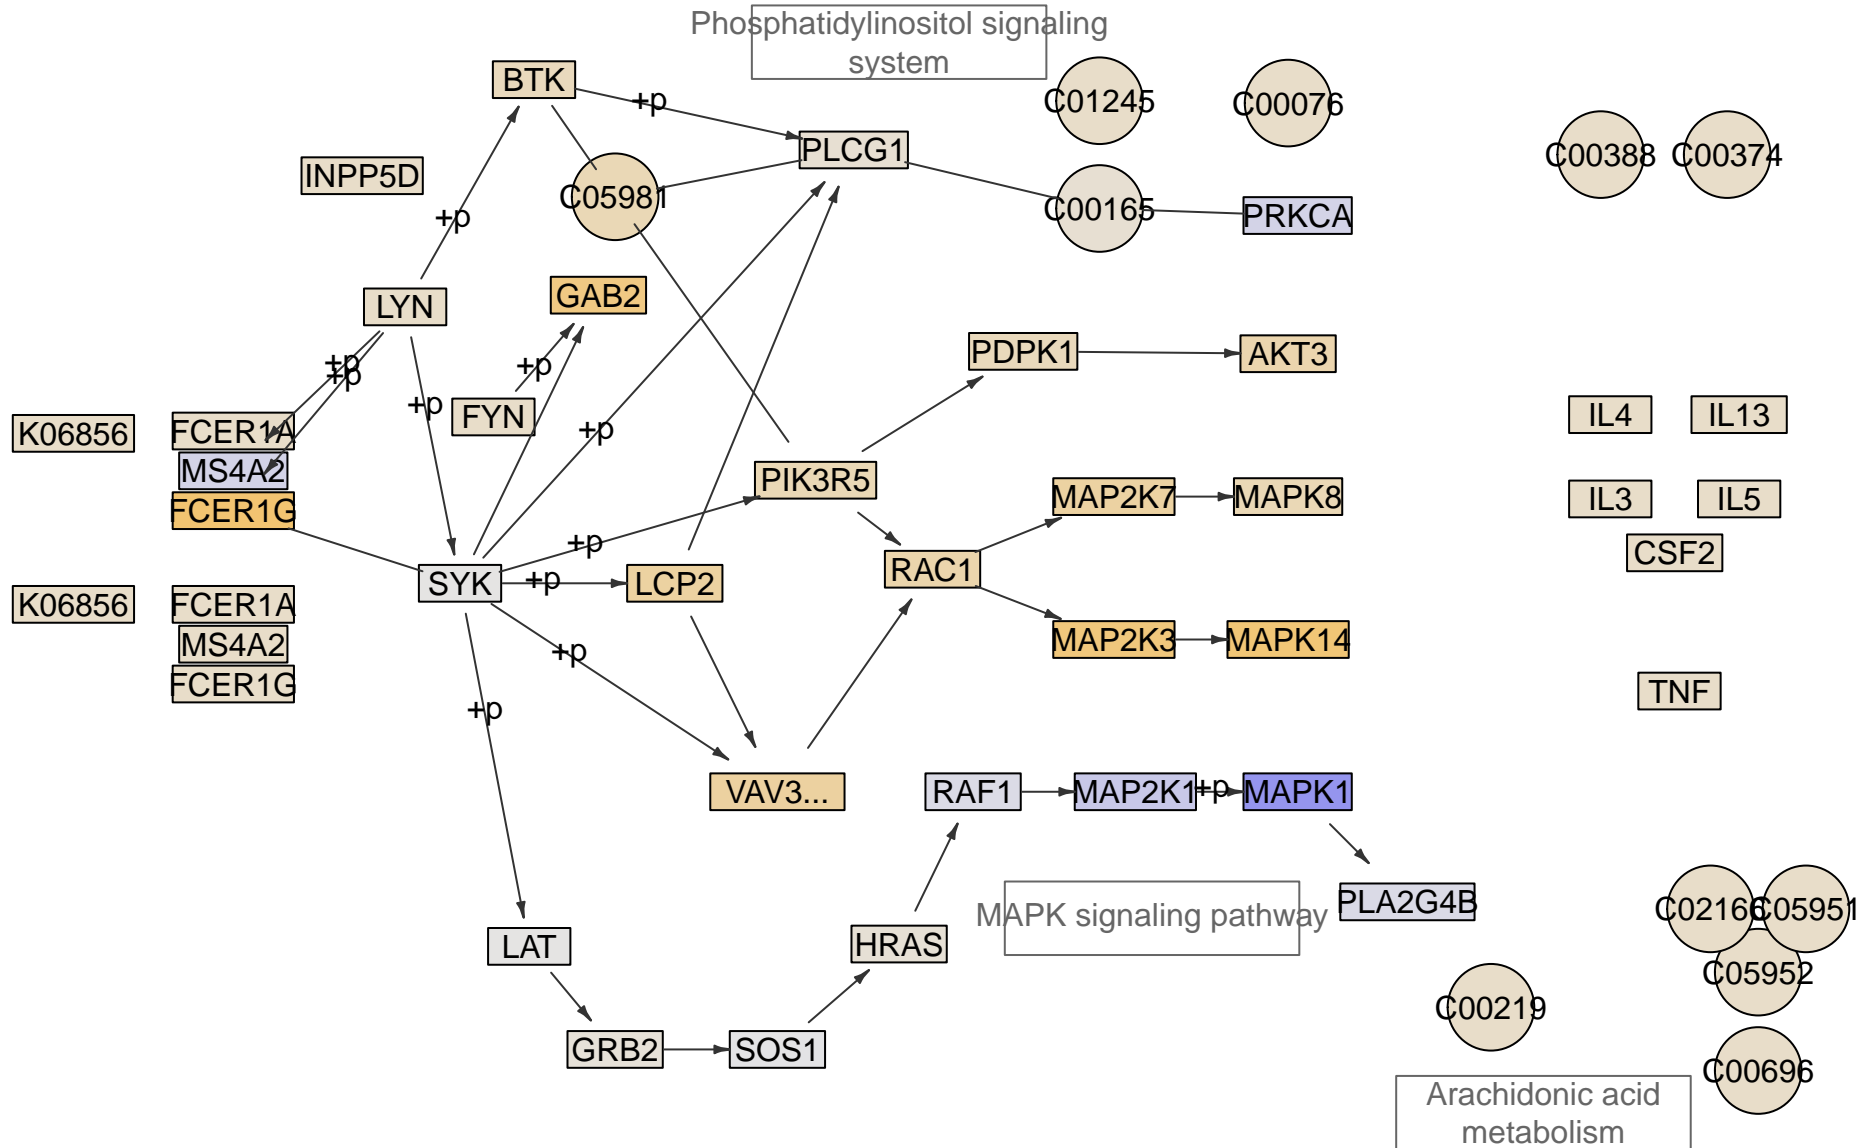 Phosphatidylinositol signaling
system
BTK
+p
C01245
C00076
PLCG1
C00388
C00374
INPP5D
C05981
C00165
PRKCA
+p
LYN
GAB2
+p
+p
+p
PDPK1
AKT3
+p
FYN
+p
K06856
FCER1A
MS4A2
FCER1G
IL4
IL13
PIK3R5
MAP2K7
MAPK8
IL3
IL5
+p
CSF2
SYK
+p
LCP2
RAC1
K06856
FCER1A
MS4A2
FCER1G
+p
MAP2K3
MAPK14
TNF
+p
VAV3...
RAF1
MAP2K1
+p
MAPK1
MAPK signaling pathway
PLA2G4B
C02166
C05951
LAT
HRAS
C05952
C00219
GRB2
SOS1
C00696
Arachidonic acid
metabolism